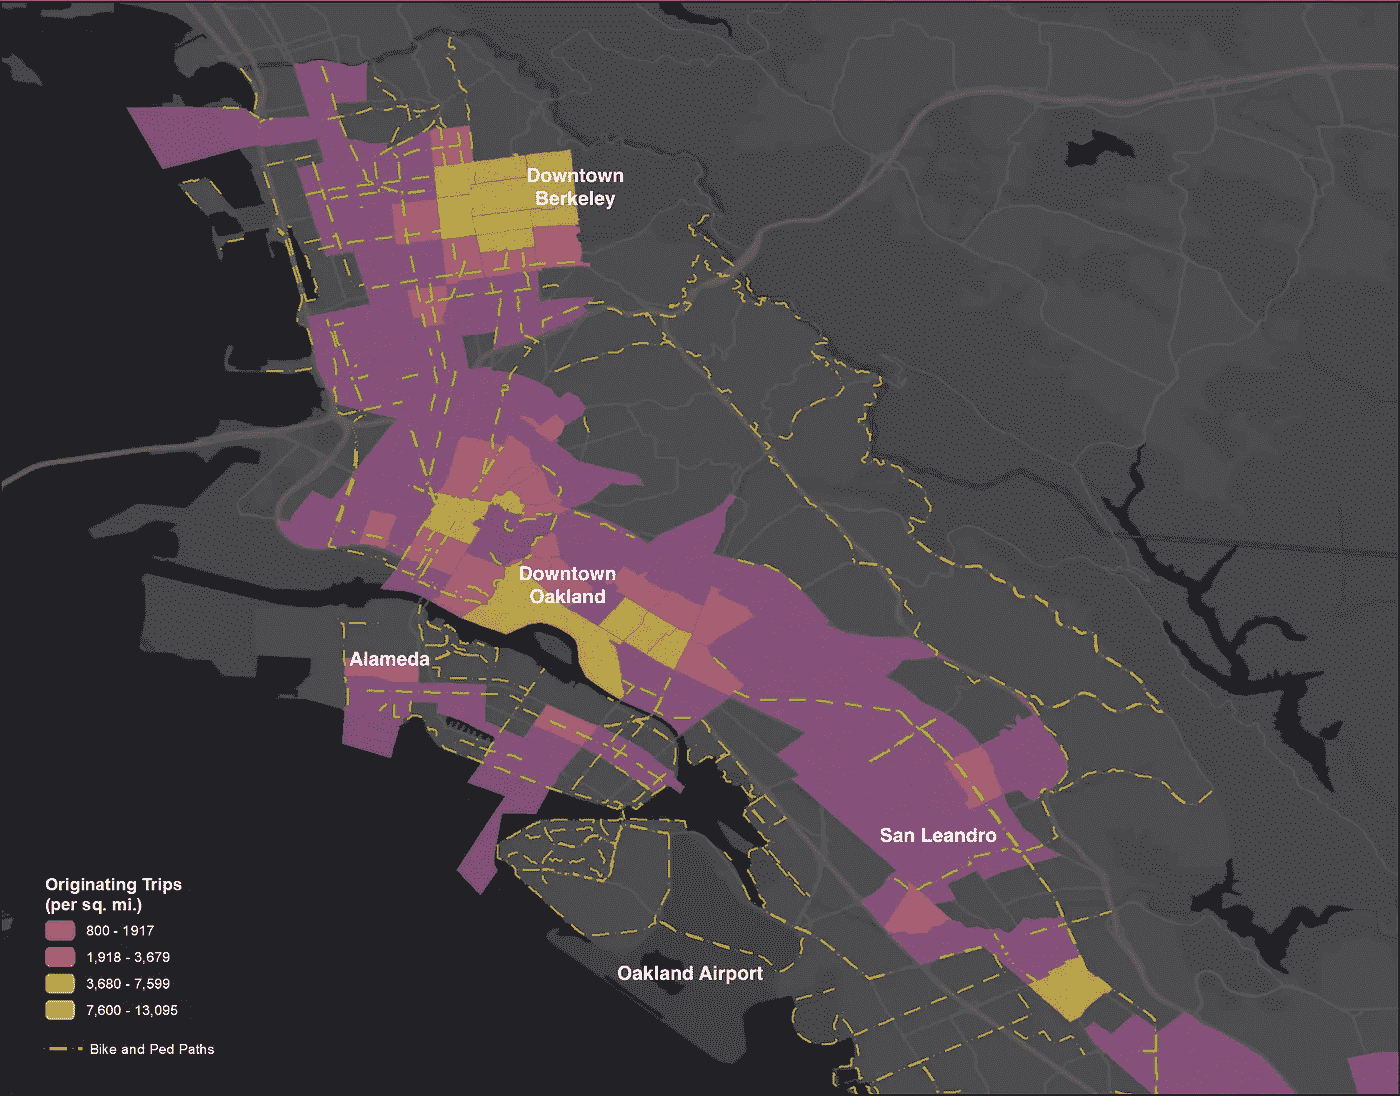 Downtown
Berkeley
Downtown
Oakland
Alameda
San Leandro
Oakland Airport
Originating Trips
(per sq. mi.)
800 - 1917
1,918 - 3,679
3,680 - 7,599
7,600 - 13,095
Bike and Ped Paths